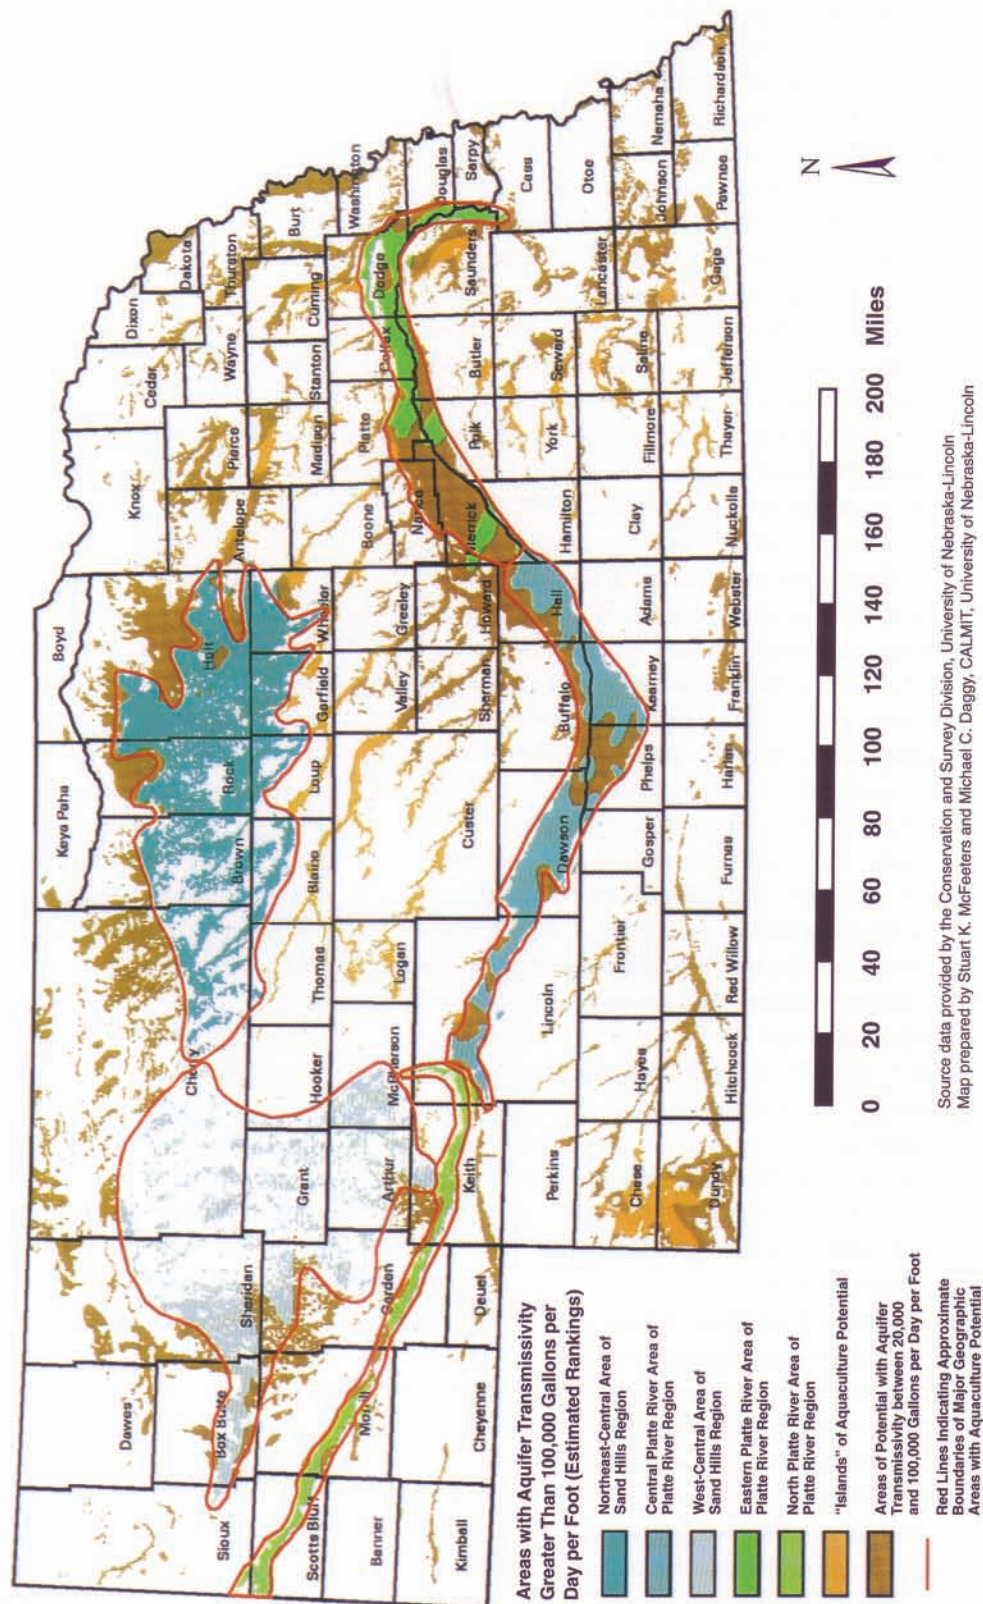 Sioux
Dawes
Box Butte
Sheridan
Scotts Bluff
Morrill
Garden
Banner
Kimball
Cheyenne
Deuel
Cherry
Grant
Hooker
Thomas
Arthur
McPherson
Logan
Keith
Lincoln
Perkins
Chase
Hayes
Frontier
Dundy
Hitchcock
Red Willow
Furnas
Gosper
Keya Paha
Boyd
Brown
Rock
Holt
Blaine
Loup
Garfield
Wheeler
Custer
Valley
Greeley
Sherman
Howard
Dawson
Buffalo
Hall
Phelps
Kearney
Adams
Harlan
Franklin
Webster
Knox
Cedar
Dixon
Dakota
Antelope
Pierce
Wayne
Thurston
Boone
Madison
Stanton
Cuming
Burt
Nance
Platte
Colfax
Dodge
Washington
Merrick
Polk
Butler
Saunders
Douglas
Sarpy
Hamilton
York
Seward
Lancaster
Cass
Otoe
Clay
Fillmore
Saline
Nuckolls
Thayer
Jefferson
Gage
Johnson
Nemaha
Pawnee
Richardson
N
0 20 40 60 80 100 120 140 160 180 200 Miles
Areas with Aquifer Transmissivity
Greater Than 100,000 Gallons per
Day per Foot (Estimated Rankings)
Northeast-Central Area of
Sand Hills Region
Central Platte River Area of
Platte River Region
West-Central Area of
Sand Hills Region
Eastern Platte River Area of
Platte River Region
North Platte River Area of
Platte River Region
"Islands" of Aquaculture Potential
Areas of Potential with Aquifer
Transmissivity between 20,000
and 100,000 Gallons per Day per Foot
Red Lines Indicating Approximate
Boundaries of Major Geographic
Areas with Aquaculture Potential
Source data provided by the Conservation and Survey Division, University of Nebraska-Lincoln
Map prepared by Stuart K. McFeeters and Michael C. Daggy, CALMIT, University of Nebraska-Lincoln